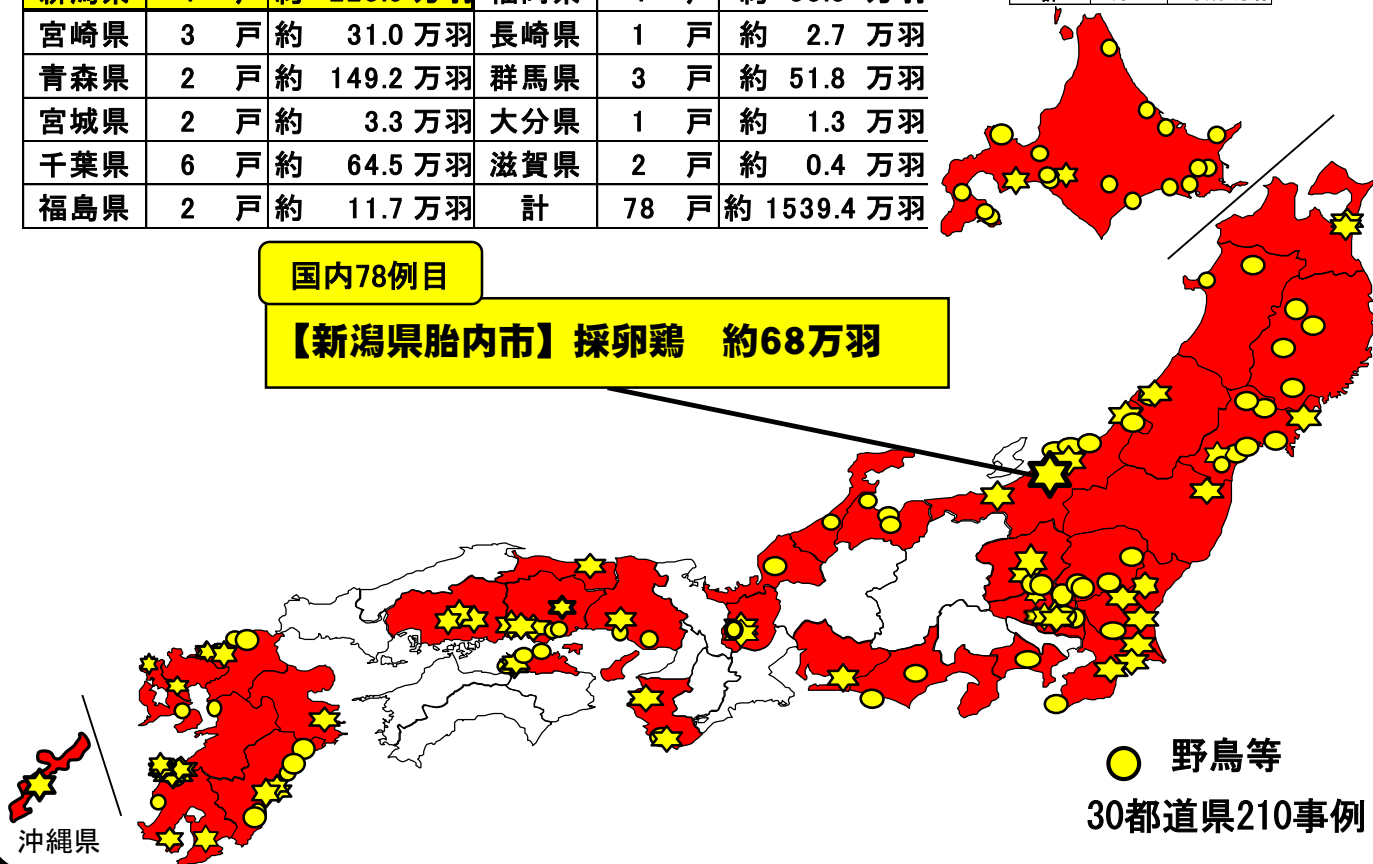 宮崎県 3 戸 約 31.0 万羽 長崎県 1 戸 約 2.7 万羽
青森県 2 戸 約 149.2 万羽 群馬県 3 戸 約 51.8 万羽
宮城県 2 戸 約 3.3 万羽 大分県 1 戸 約 1.3 万羽
千葉県 6 戸 約 64.5 万羽 滋賀県 2 戸 約 0.4 万羽
福島県 2 戸 約 11.7 万羽 計 78 戸 約 1539.4 万羽
国内78例目
【新潟県胎内市】採卵鶏 約68万羽
野鳥等
30都道県210事例
沖縄県